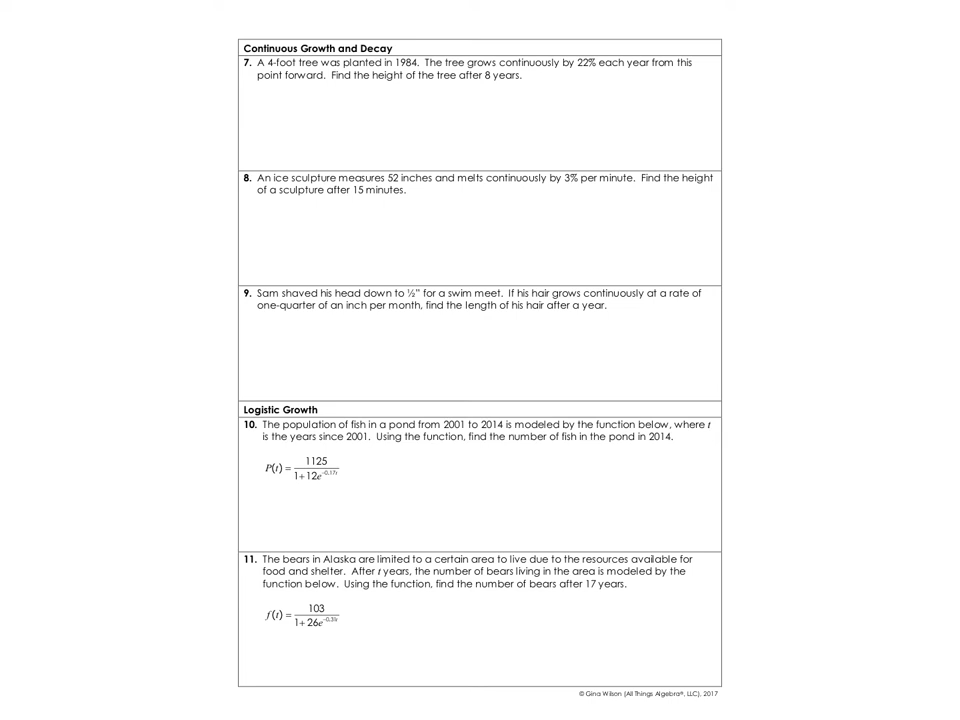 Continuous Growth and Decay
7. A 4-foot tree was planted in 1984. The tree grows continuously by 22% each year from this
point forward. Find the height of the tree after 8 years.
8. An ice sculpture measures 52 inches and melts continuously by 3% per minute. Find the height
of a sculpture after 15 minutes.
9. Sam shaved his head down to ½" for a swim meet. If his hair grows continuously at a rate of
one-quarter of an inch per month, find the length of his hair after a year.
Logistic Growth
10. The population of fish in a pond from 2001 to 2014 is modeled by the function below, where t
is the years since 2001. Using the function, find the number of fish in the pond in 2014.
P(t) = 1125 / (1 + 12e^(-0.17t))
11. The bears in Alaska are limited to a certain area to live due to the resources available for
food and shelter. After t years, the number of bears living in the area is modeled by the
function below. Using the function, find the number of bears after 17 years.
f(t) = 103 / (1 + 26e^(-0.3t))
© Gina Wilson (All Things Algebra®, LLC), 2017